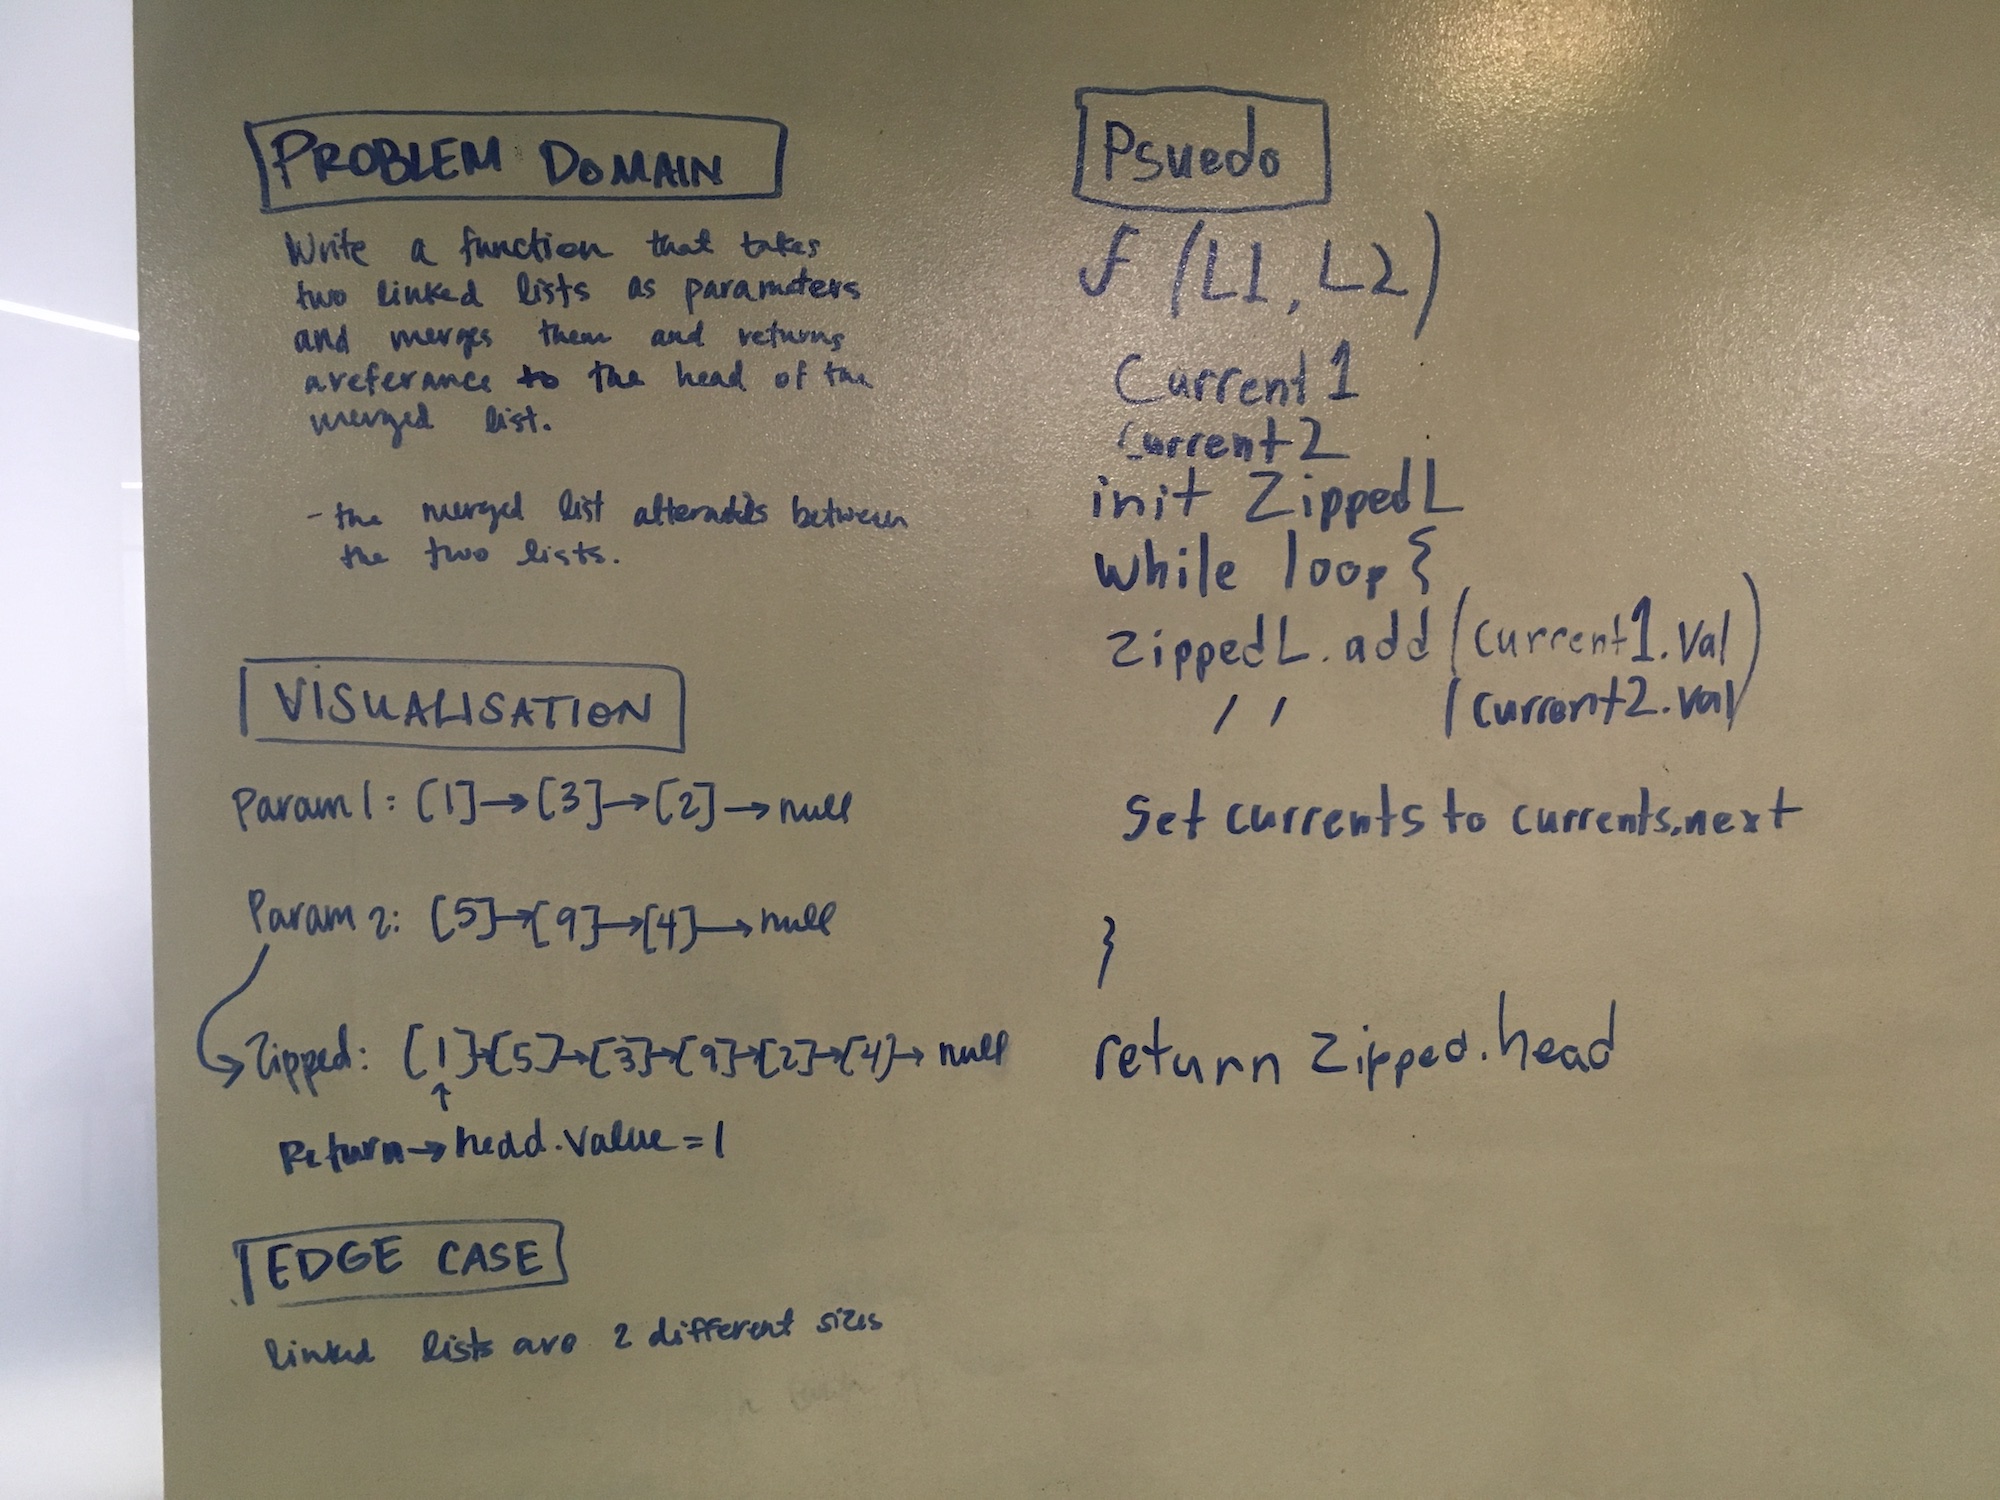 PROBLEM DOMAIN
Write a function that takes
two linked lists as parameters
and merges them and returns
a referance to the head of the
merged list.
- the merged list alternates between
the two lists.
VISUALISATION
Param 1: [1]→[3]→[2]→null
Param 2: [5]→[9]→[4]→null
Zipped: [1]→[5]→[3]→[9]→[2]→[4]→null
↑
Return→head.value=1
EDGE CASE
linked lists are 2 different sizes
Psuedo
f (L1, L2)
Current1
Current2
init ZippedL
while loop {
ZippedL.add (current1.val)
/ / (current2.val)
Set currents to currents.next
}
return Zipped.head